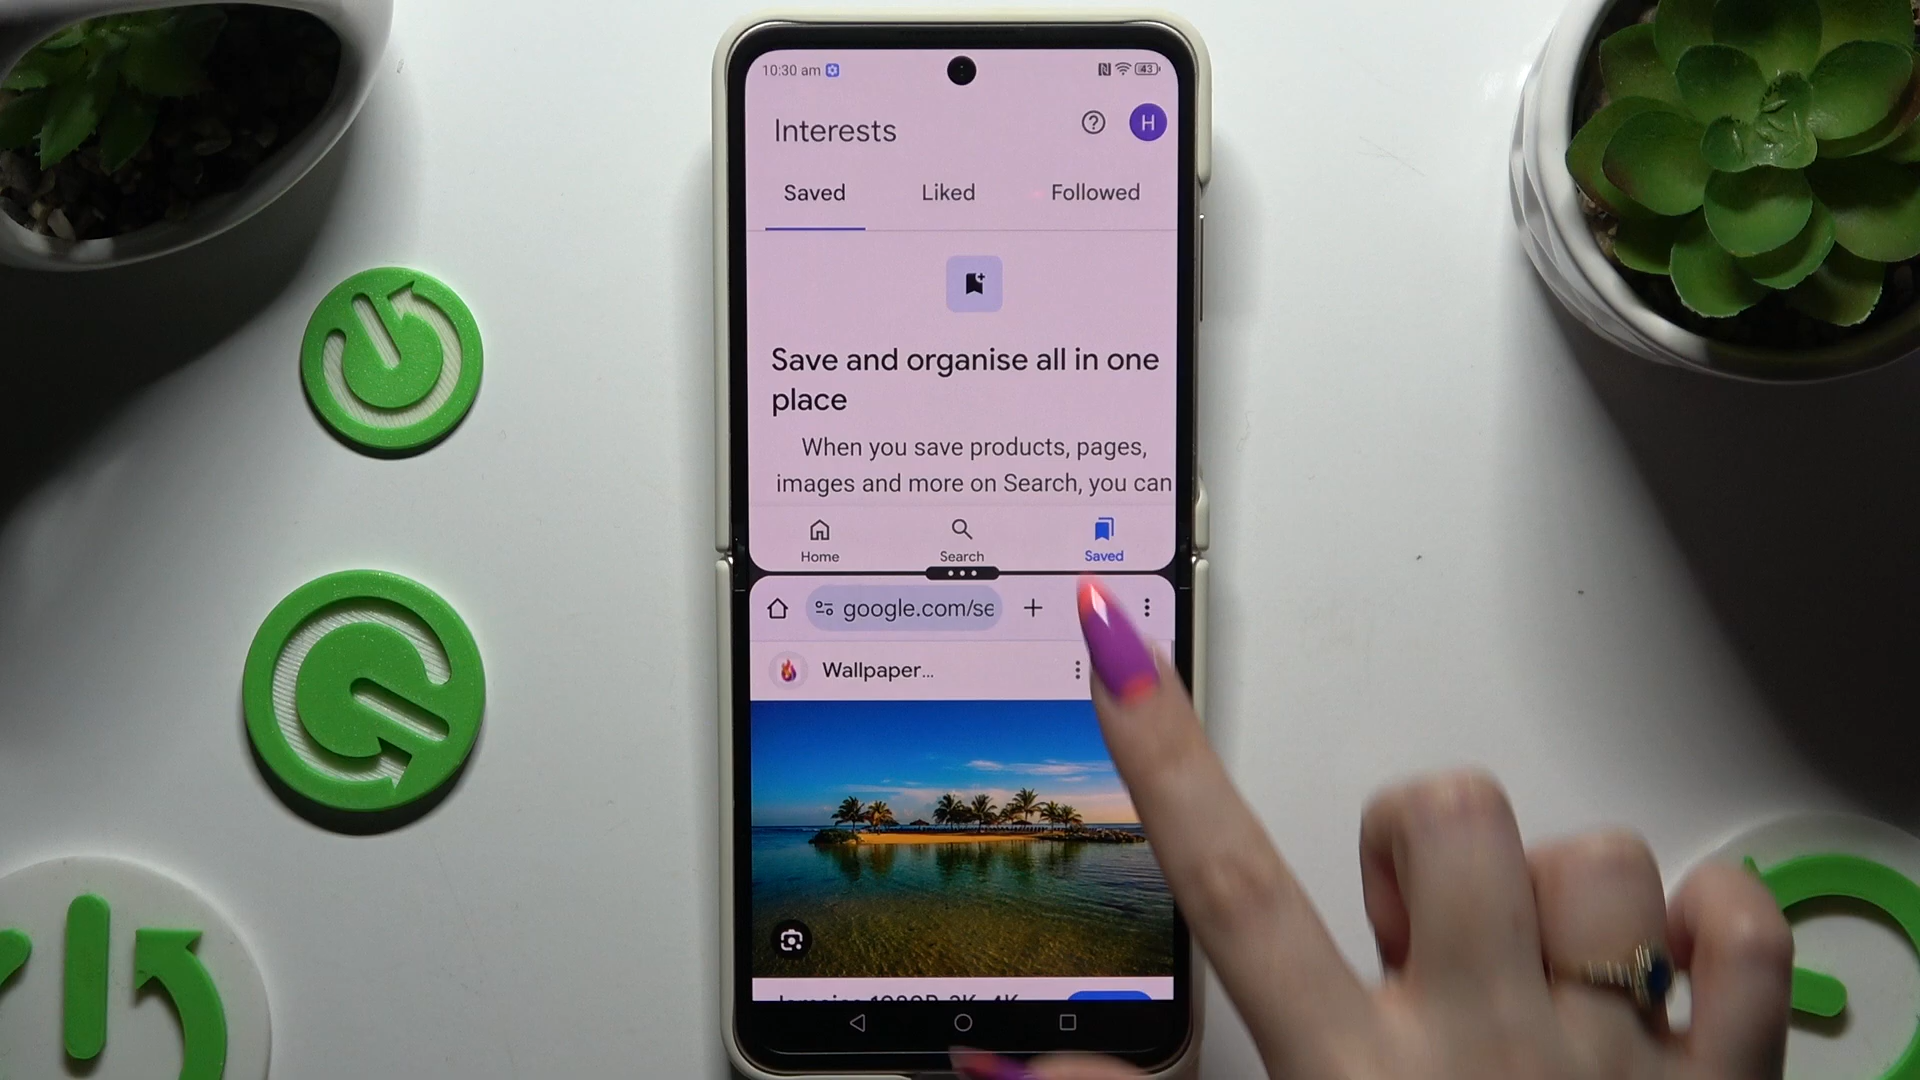 10:30 am
43
Interests
H
Saved
Liked
Followed
Save and organise all in one
place
When you save products, pages,
images and more on Search, you can
Home
Search
Saved
google.com/se
Wallpaper...